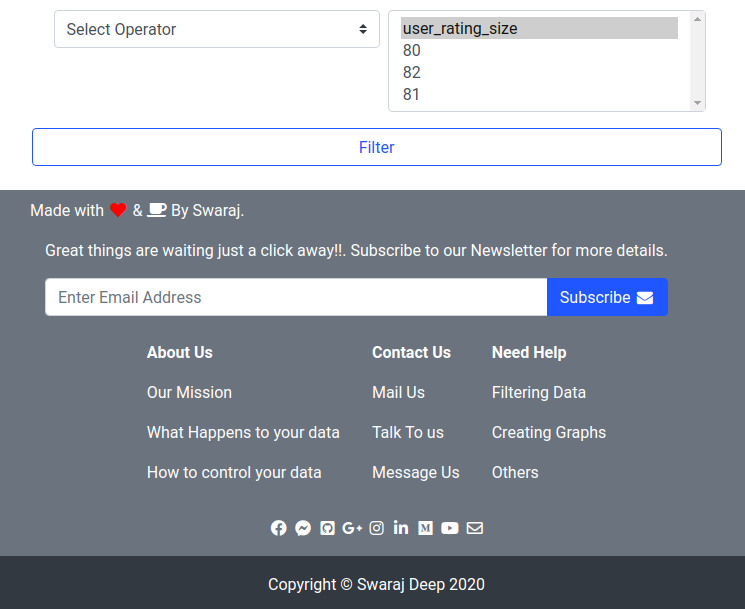 Select Operator
user_rating_size
80
82
81
Filter
Made with & By Swaraj.
Great things are waiting just a click away!!. Subscribe to our Newsletter for more details.
Enter Email Address
Subscribe
About Us
Contact Us
Need Help
Our Mission
Mail Us
Filtering Data
What Happens to your data
Talk To us
Creating Graphs
How to control your data
Message Us
Others
Copyright © Swaraj Deep 2020